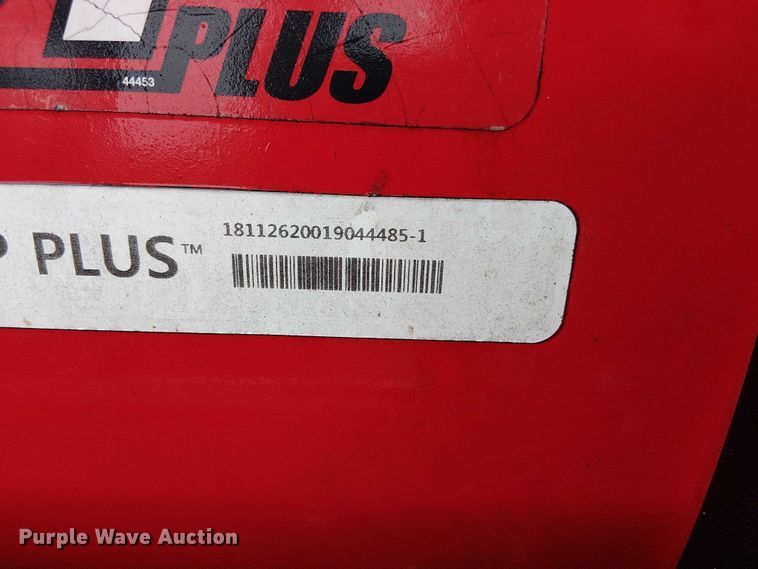 PLUS
44453
P PLUS™
18112620019044485-1
Purple Wave Auction